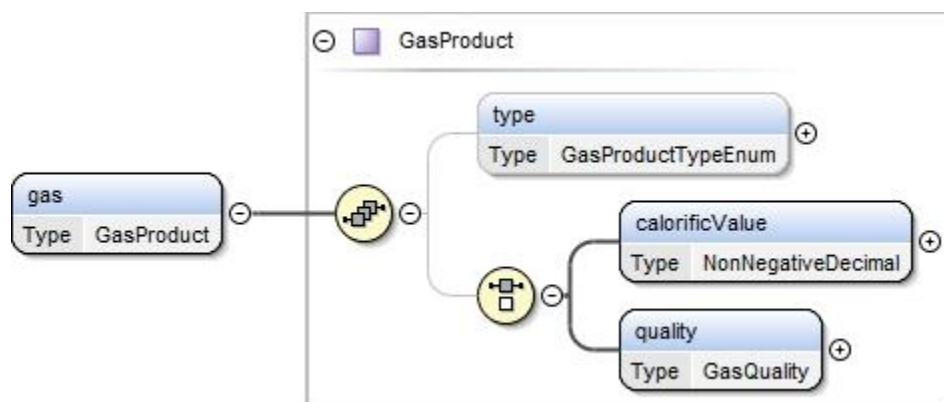 GasProduct
type
Type GasProductTypeEnum
gas
Type GasProduct
calorificValue
Type NonNegativeDecimal
quality
Type GasQuality